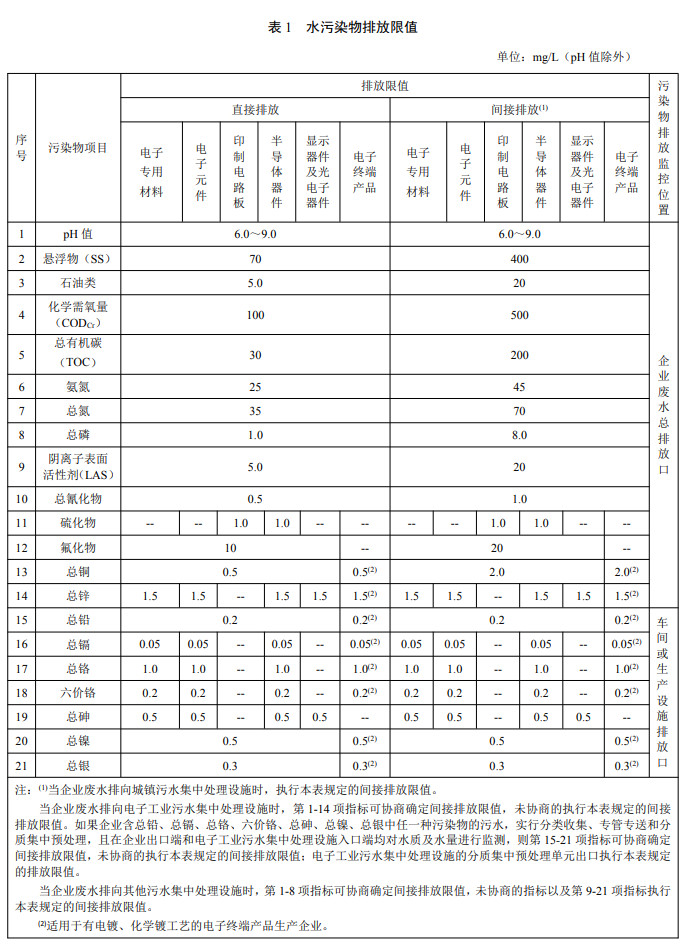 表 1 水污染物排放限值
单位：mg/L（pH 值除外）
序号 污染物项目 排放限值 污染物排放监控位置
直接排放 间接排放(1)
电子专用材料 电子元件 印制电路板 半导体器件 显示器件及光电子器件 电子终端产品 电子专用材料 电子元件 印制电路板 半导体器件 显示器件及光电子器件 电子终端产品
1 pH 值 6.0～9.0 6.0～9.0 企业废水总排放口
2 悬浮物（SS） 70 400
3 石油类 5.0 20
4 化学需氧量（CODCr） 100 500
5 总有机碳（TOC） 30 200
6 氨氮 25 45
7 总氮 35 70
8 总磷 1.0 8.0
9 阴离子表面活性剂（LAS） 5.0 20
10 总氰化物 0.5 1.0
11 硫化物 -- -- 1.0 1.0 -- -- -- -- 1.0 1.0 -- --
12 氟化物 10 -- 20 --
13 总铜 0.5 0.5(2) 2.0 2.0(2)
14 总锌 1.5 1.5 -- 1.5 1.5 1.5(2) 1.5 1.5 -- 1.5 1.5 1.5(2)
15 总铅 0.2 0.2(2) 0.2 0.2(2) 车间或生产设施排放口
16 总镉 0.05 0.05 -- 0.05 -- 0.05(2) 0.05 0.05 -- 0.05 -- 0.05(2)
17 总铬 1.0 1.0 -- 1.0 -- 1.0(2) 1.0 1.0 -- 1.0 -- 1.0(2)
18 六价铬 0.2 0.2 -- 0.2 -- 0.2(2) 0.2 0.2 -- 0.2 -- 0.2(2)
19 总砷 0.5 0.5 -- 0.5 0.5 -- 0.5 0.5 -- 0.5 0.5 --
20 总镍 0.5 0.5(2) 0.5 0.5(2)
21 总银 0.3 0.3(2) 0.3 0.3(2)
注：(1)当企业废水排向城镇污水集中处理设施时，执行本表规定的间接排放限值。
当企业废水排向电子工业污水集中处理设施时，第 1-14 项指标可协商确定间接排放限值，未协商的执行本表规定的间接
排放限值。如果企业含总铅、总镉、总铬、六价铬、总砷、总镍、总银中任一种污染物的污水，实行分类收集、专管专送和分
质集中预处理，且在企业出口端和电子工业污水集中处理设施入口端均对水质及水量进行监测，则第 15-21 项指标可协商确定
间接排放限值，未协商的执行本表规定的间接排放限值；电子工业污水集中处理设施的分质集中预处理单元出口执行本表规定
的排放限值。
当企业废水排向其他污水集中处理设施时，第 1-8 项指标可协商确定间接排放限值，未协商的指标以及第 9-21 项指标执行
本表规定的间接排放限值。
(2)适用于有电镀、化学镀工艺的电子终端产品生产企业。